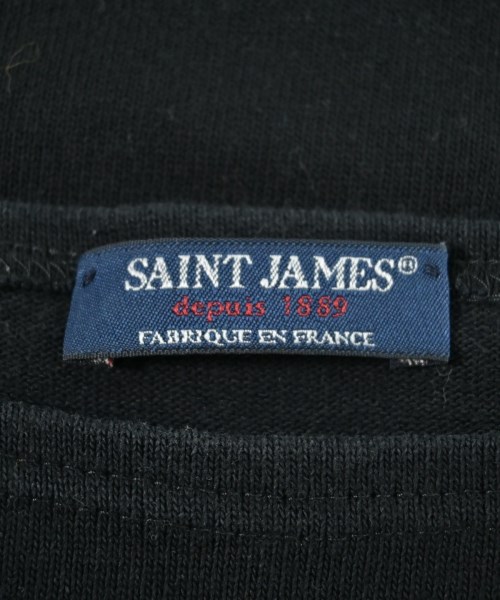 SAINT JAMES®
depuis 1889
FABRIQUE EN FRANCE